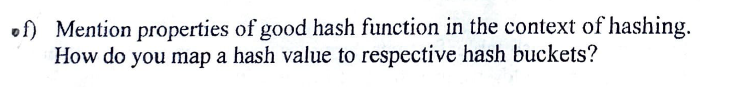 f) Mention properties of good hash function in the context of hashing.
How do you map a hash value to respective hash buckets?